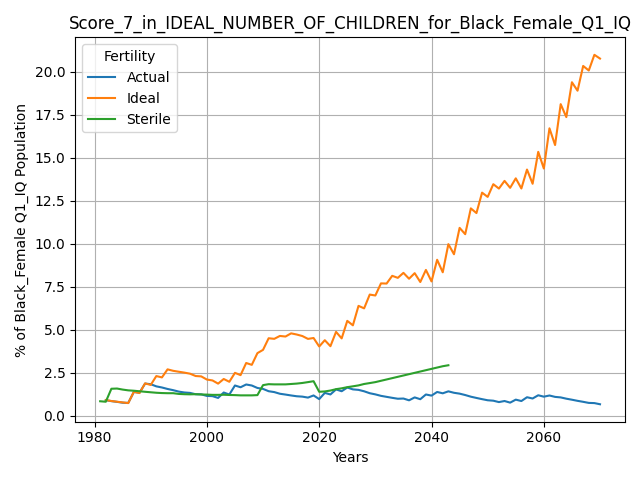 Score_7_in_IDEAL_NUMBER_OF_CHILDREN_for_Black_Female_Q1_IQ
Fertility
Actual
Ideal
Sterile
% of Black_Female Q1_IQ Population
20.0
17.5
15.0
12.5
10.0
7.5
5.0
2.5
0.0
1980
2000
2020
2040
2060
Years